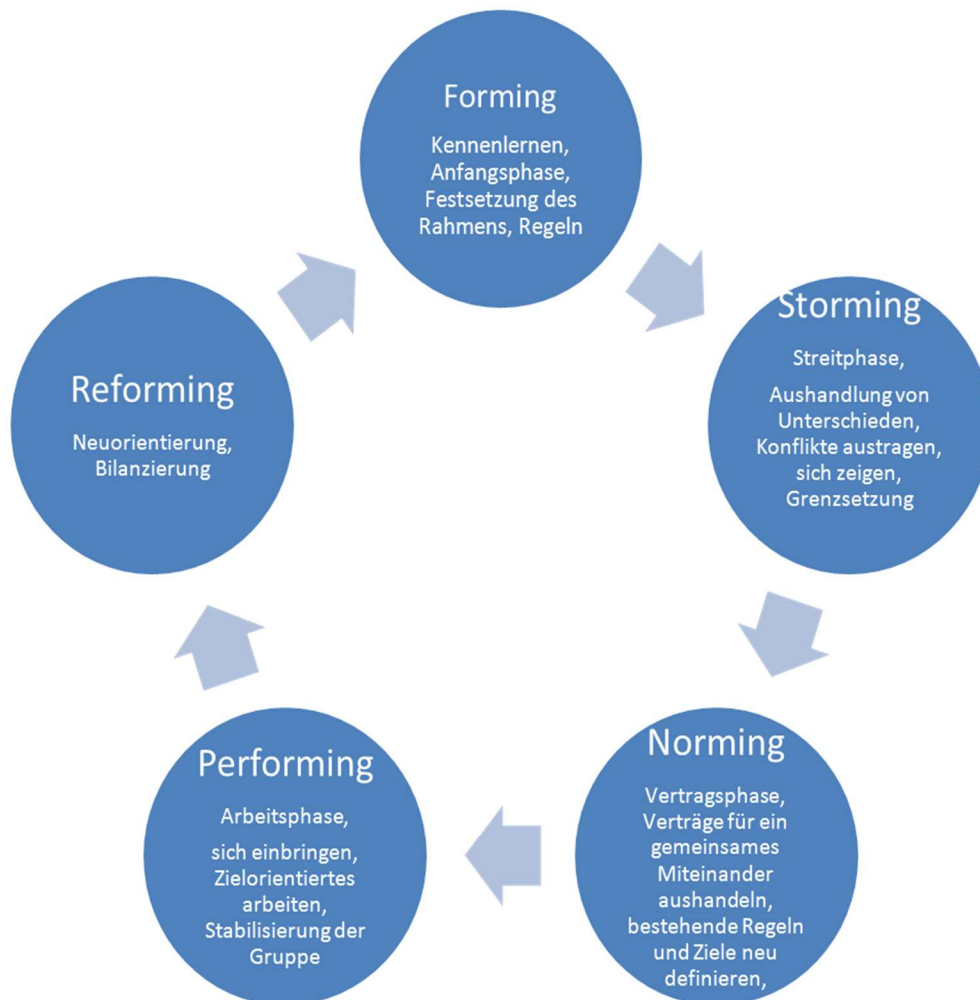 Forming
Kennenlernen,
Anfangsphase,
Festsetzung des
Rahmens, Regeln
Storming
Streitphase,
Aushandlung von
Unterschieden,
Konflikte austragen,
sich zeigen,
Grenzsetzung
Norming
Vertragsphase,
Verträge für ein
gemeinsames
Miteinander
aushandeln,
bestehende Regeln
und Ziele neu
definieren,
Performing
Arbeitsphase,
sich einbringen,
Zielorientiertes
arbeiten,
Stabilisierung der
Gruppe
Reforming
Neuorientierung,
Bilanzierung